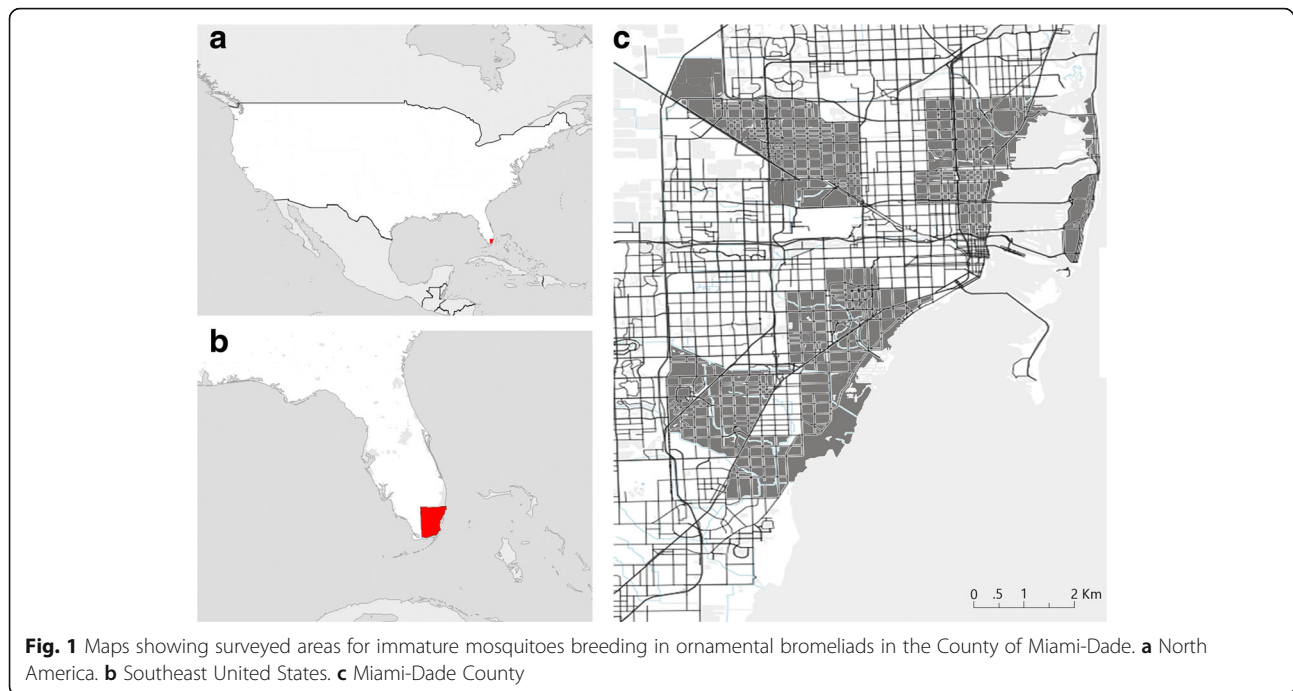 a
b
c
0 .5 1 2 Km
Fig. 1 Maps showing surveyed areas for immature mosquitoes breeding in ornamental bromeliads in the County of Miami-Dade. a North
America. b Southeast United States. c Miami-Dade County